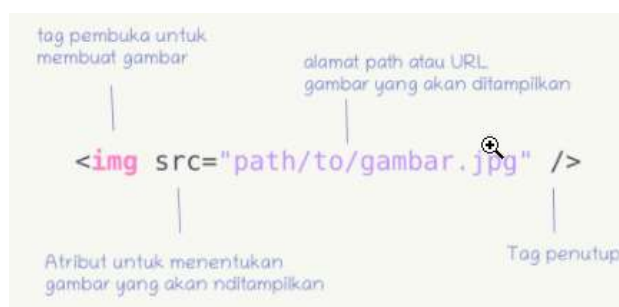 tag pembuka untuk
membuat gambar
alamat path atau URL
gambar yang akan ditampilkan
<img src="path/to/gambar.jpg" />
Atribut untuk menentukan
gambar yang akan nditampilkan
Tag penutup